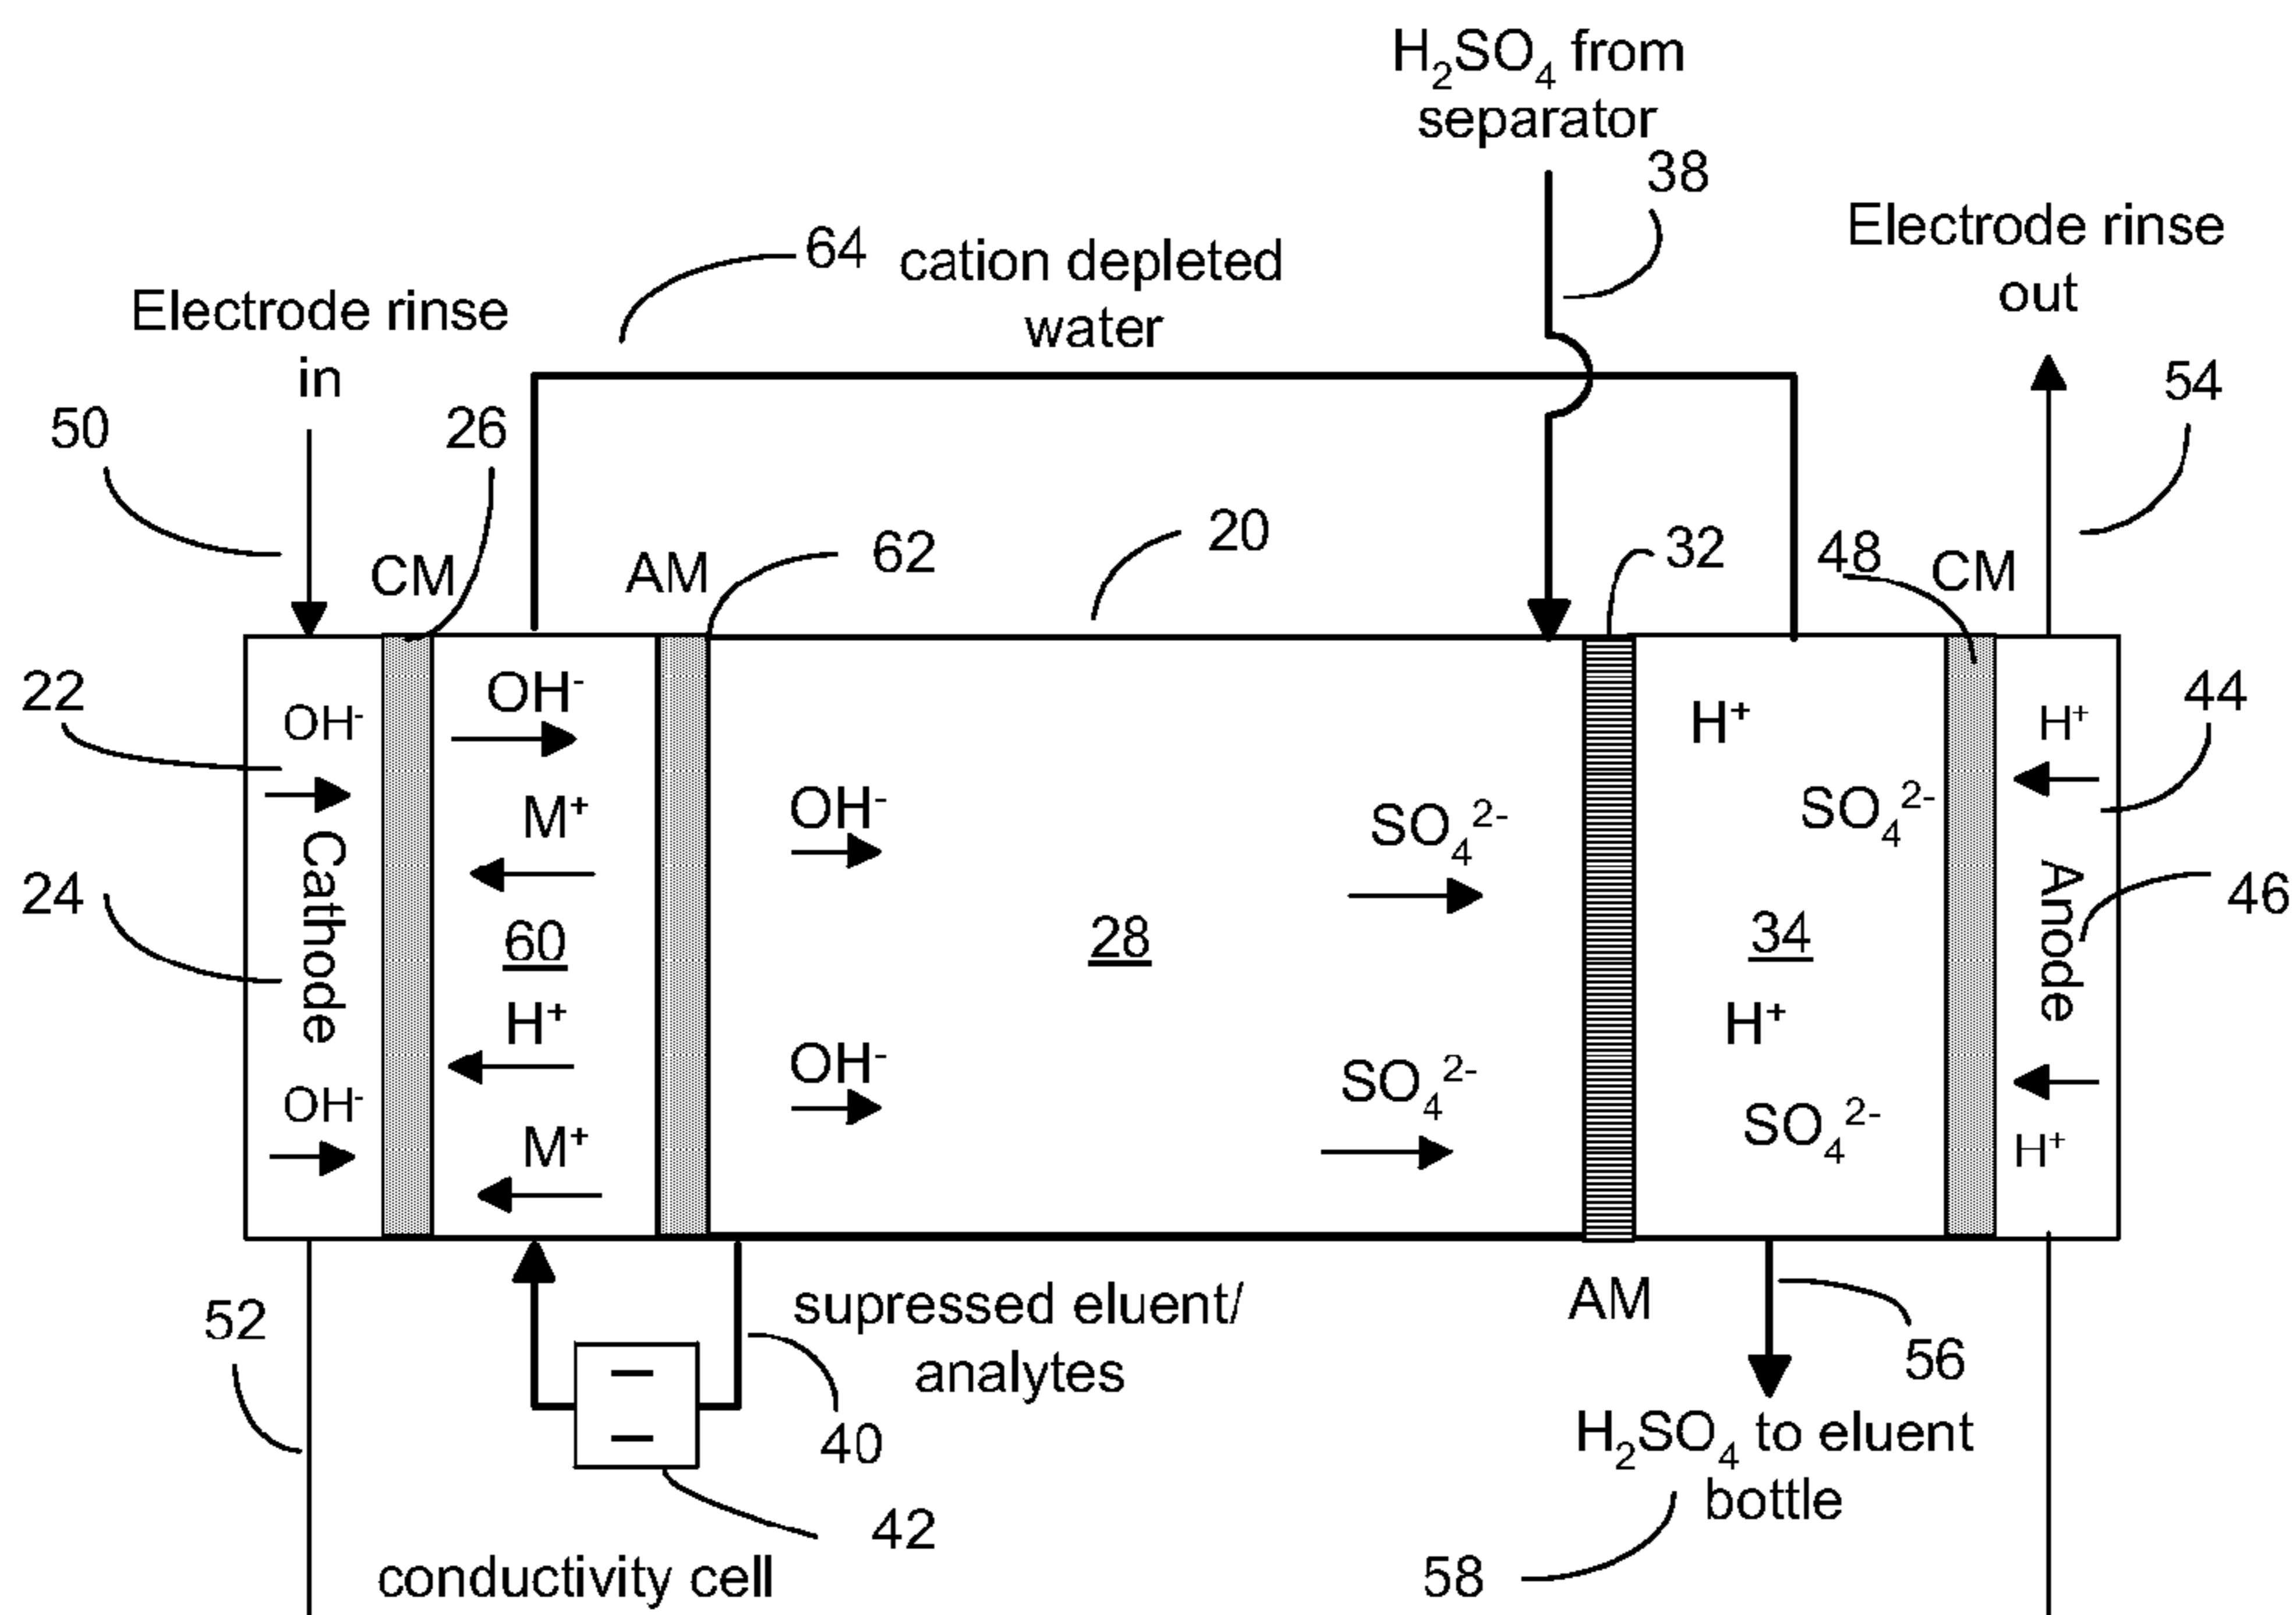 H₂SO₄ from
separator
38
Electrode rinse
out
64
cation depleted
water
Electrode rinse
in
54
50
26
20
62
32
48
CM
AM
CM
22
OH⁻
OH⁻
H⁺
H⁺
44
M⁺
OH⁻
SO₄²⁻
SO₄²⁻
24
Cathode
60
28
34
Anode
46
H⁺
H⁺
OH⁻
OH⁻
SO₄²⁻
SO₄²⁻
M⁺
H⁺
52
supressed eluent/
analytes
AM
56
40
H₂SO₄ to eluent
bottle
42
conductivity cell
58